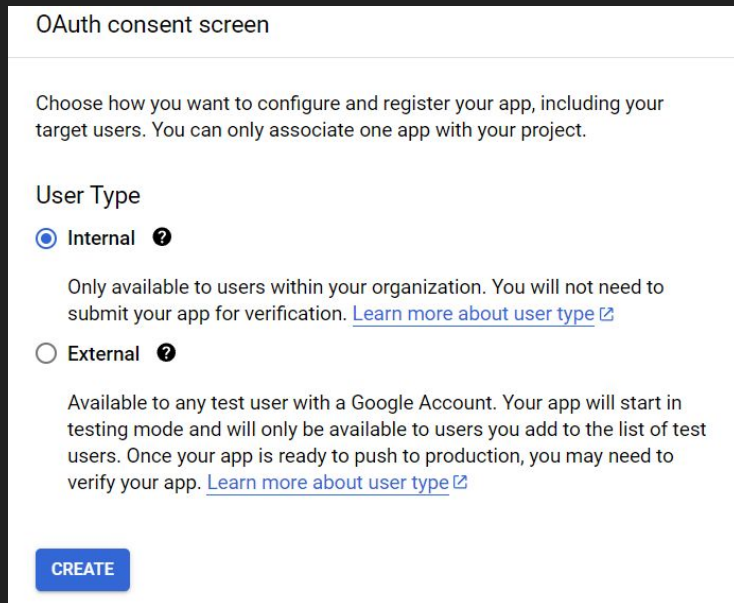 OAuth consent screen
Choose how you want to configure and register your app, including your
target users. You can only associate one app with your project.
User Type
Internal ?
Only available to users within your organization. You will not need to
submit your app for verification. Learn more about user type
External ?
Available to any test user with a Google Account. Your app will start in
testing mode and will only be available to users you add to the list of test
users. Once your app is ready to push to production, you may need to
verify your app. Learn more about user type
CREATE